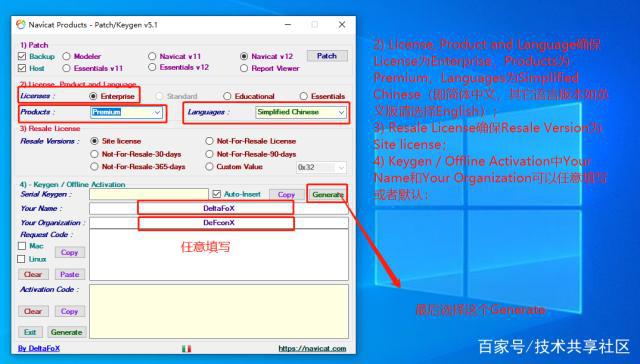 Navicat Products - Patch/Keygen v5.1
1) Patch
Backup Modeler Navicat v11 Navicat v12 Patch
Host Essentials v11 Essentials v12 Report Viewer
2) License, Product and Language
Licenses : Enterprise Standard Educational Essentials
Products : Premium Languages : Simplified Chinese
3) Resale License
Resale Versions : Site license Not-For-Resale License
Not-For-Resale-30-days Not-For-Resale-90-days
Not-For-Resale-365-days Custom Value 0x32
4) - Keygen / Offline Activation
Serial Keygen : Auto-Insert Copy Generate
Your Name : DeltaFoX
Your Organization : DeFconX
Request Code :
任意填写
Mac
Copy
Linux
Clear Paste
Activation Code :
Clear Copy
Exit Generate
By DeltaFoX https://navicat.com
2) License, Product and Language确保
License为Enterprise、Products为
Premium、Languages为Simplified
Chinese（即简体中文，其它语言版本如英
文版请选择English）；
3) Resale License确保Resale Version为
Site license；
4) Keygen / Offline Activation中Your
Name和Your Organization可以任意填写
或者默认：
最后选择这个Generate
百家号/技术共享社区